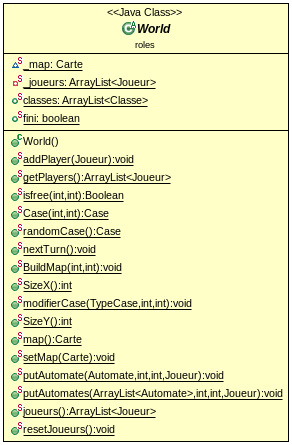 <<Java Class>>
World
roles
_map: Carte
_joueurs: ArrayList<Joueur>
classes: ArrayList<Classe>
fini: boolean
World()
addPlayer(Joueur):void
getPlayers():ArrayList<Joueur>
isfree(int,int):Boolean
Case(int,int):Case
randomCase():Case
nextTurn():void
BuildMap(int,int):void
SizeX():int
modifierCase(TypeCase,int,int):void
SizeY():int
map():Carte
setMap(Carte):void
putAutomate(Automate,int,int,Joueur):void
putAutomates(ArrayList<Automate>,int,int,Joueur):void
joueurs():ArrayList<Joueur>
resetJoueurs():void